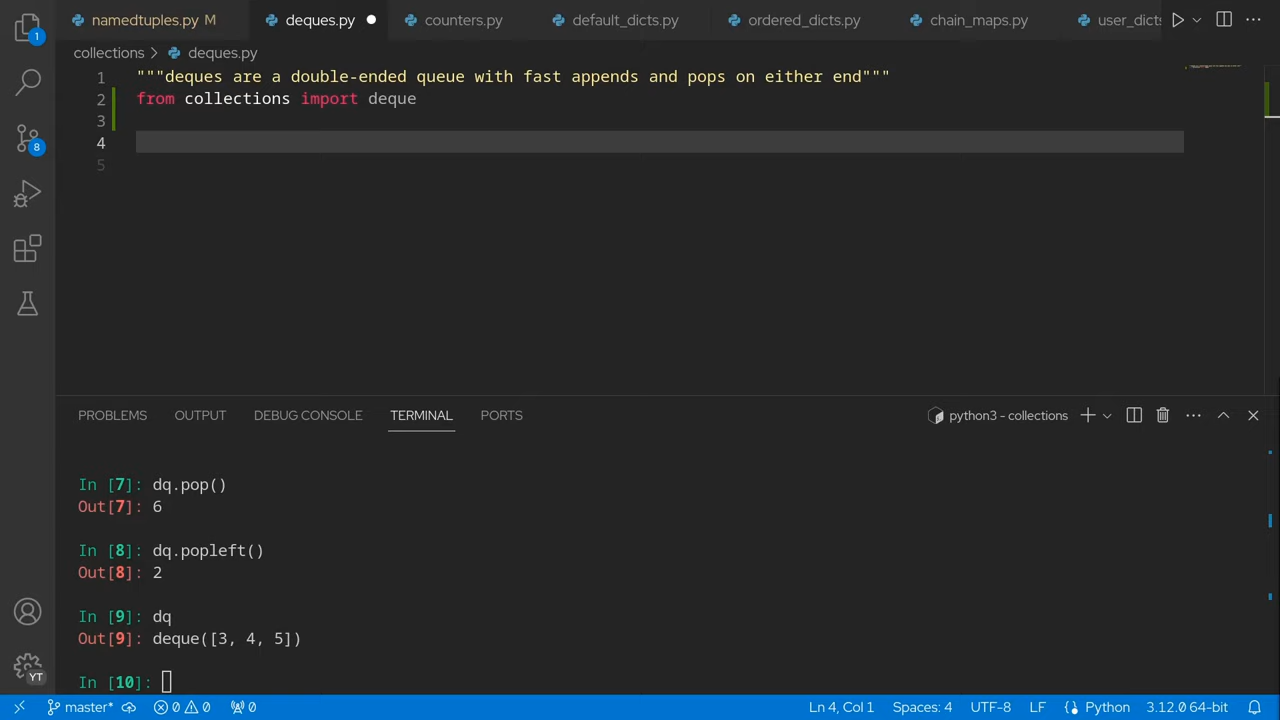 namedtuples.py M deques.py counters.py default_dicts.py ordered_dicts.py chain_maps.py user_dicts
collections deques.py
1 """deques are a double-ended queue with fast appends and pops on either end"""
2 from collections import deque
3
4
5
PROBLEMS OUTPUT DEBUG CONSOLE TERMINAL PORTS python3 - collections
In [7]: dq.pop()
Out[7]: 6
In [8]: dq.popleft()
Out[8]: 2
In [9]: dq
Out[9]: deque([3, 4, 5])
In [10]:
1
8
YT
master* 0 0 0 Ln 4, Col 1 Spaces: 4 UTF-8 LF Python 3.12.0 64-bit